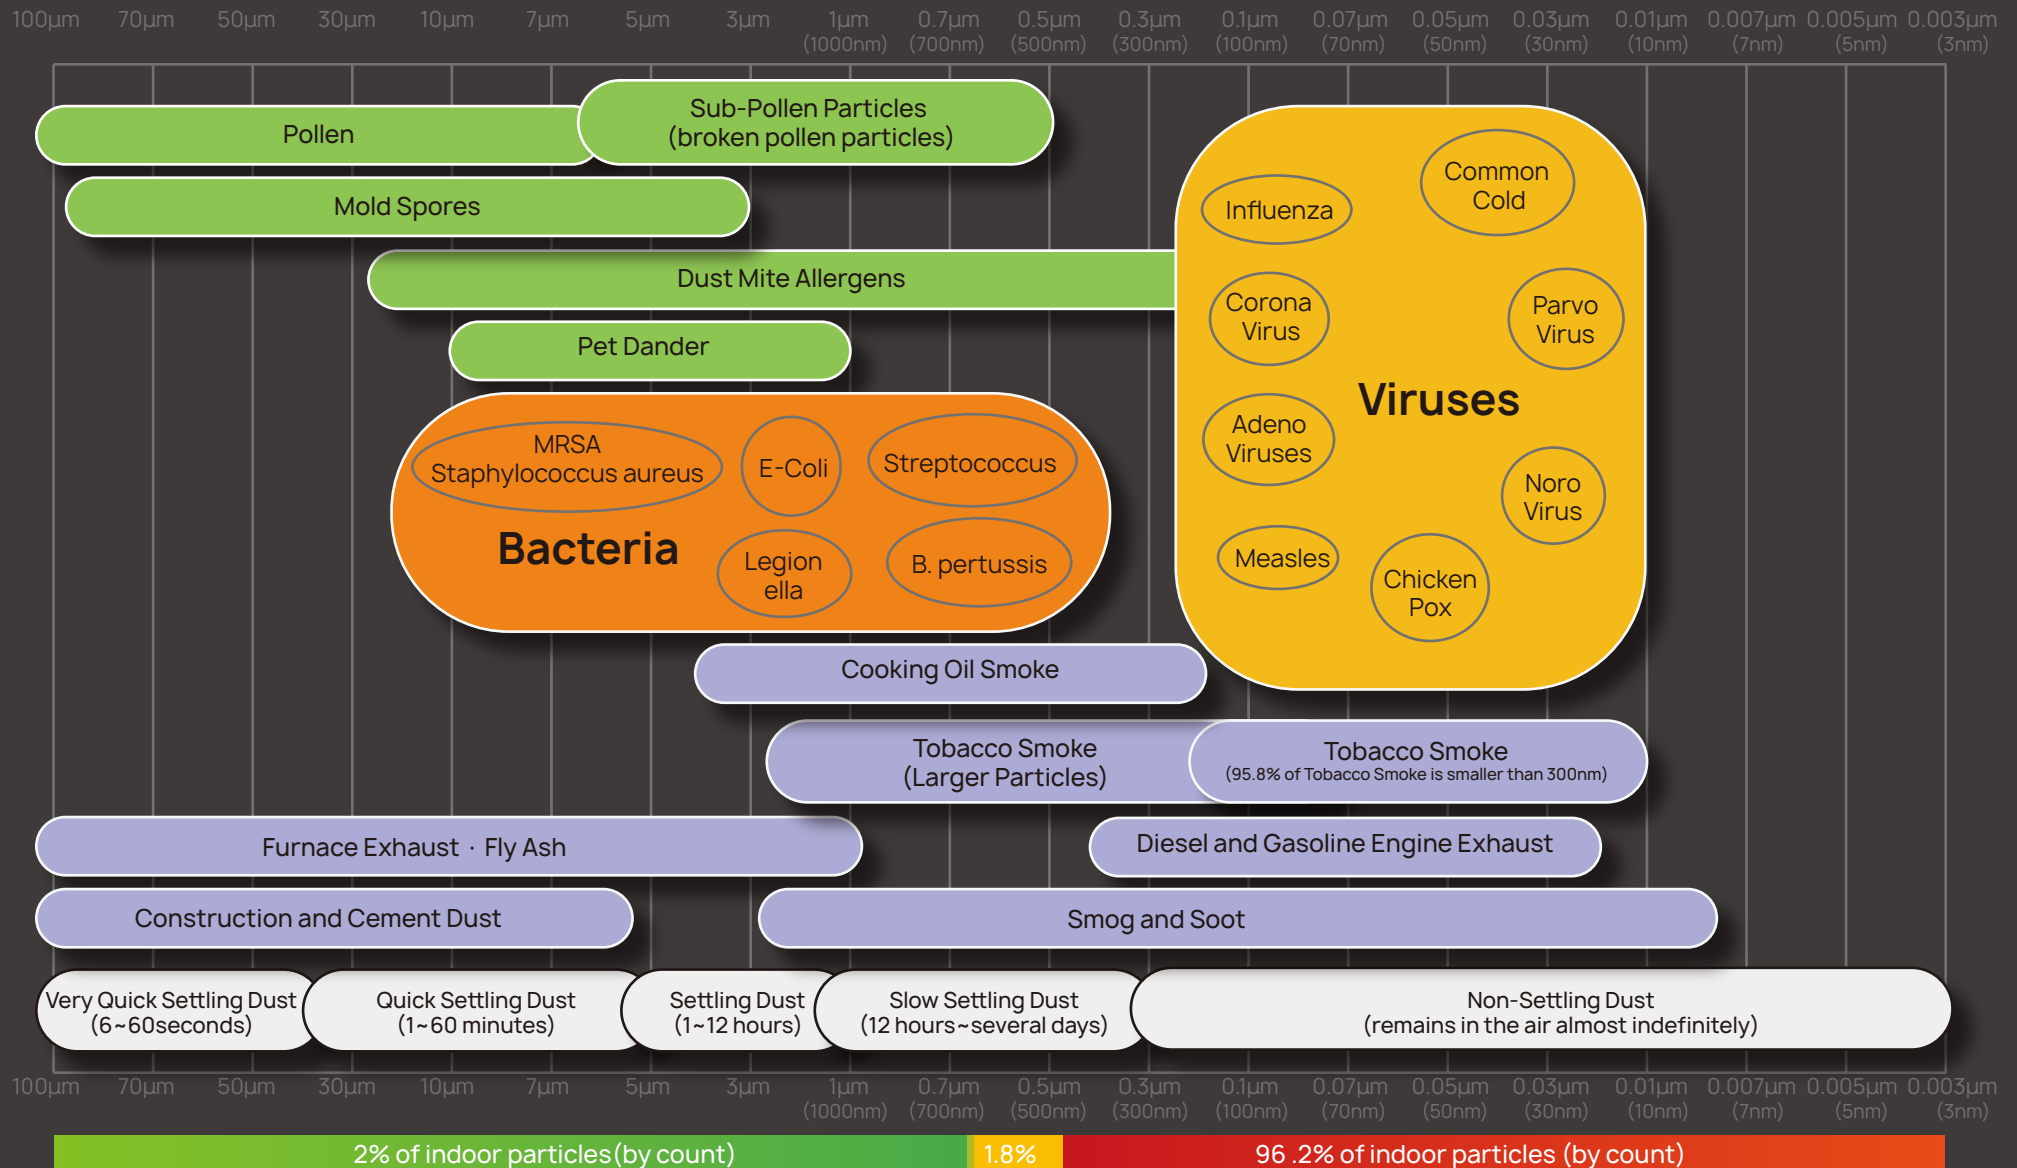 100µm 70µm 50µm 30µm 10µm 7µm 5µm 3µm 1µm 0.7µm 0.5µm 0.3µm 0.1µm 0.07µm 0.05µm 0.03µm 0.01µm 0.007µm 0.005µm 0.003µm
(1000nm) (700nm) (500nm) (300nm) (100nm) (70nm) (50nm) (30nm) (10nm) (7nm) (5nm) (3nm)
Pollen
Sub-Pollen Particles
(broken pollen particles)
Mold Spores
Dust Mite Allergens
Pet Dander
Bacteria
MRSA
Staphylococcus aureus
E-Coli
Streptococcus
Legion
ella
B. pertussis
Viruses
Influenza
Common
Cold
Corona
Virus
Parvo
Virus
Adeno
Viruses
Noro
Virus
Measles
Chicken
Pox
Cooking Oil Smoke
Tobacco Smoke
(Larger Particles)
Tobacco Smoke
(95.8% of Tobacco Smoke is smaller than 300nm)
Furnace Exhaust · Fly Ash
Diesel and Gasoline Engine Exhaust
Construction and Cement Dust
Smog and Soot
Very Quick Settling Dust
(6~60seconds)
Quick Settling Dust
(1~60 minutes)
Settling Dust
(1~12 hours)
Slow Settling Dust
(12 hours~several days)
Non-Settling Dust
(remains in the air almost indefinitely)
100µm 70µm 50µm 30µm 10µm 7µm 5µm 3µm 1µm 0.7µm 0.5µm 0.3µm 0.1µm 0.07µm 0.05µm 0.03µm 0.01µm 0.007µm 0.005µm 0.003µm
(1000nm) (700nm) (500nm) (300nm) (100nm) (70nm) (50nm) (30nm) (10nm) (7nm) (5nm) (3nm)
2% of indoor particles(by count) 1.8% 96 .2% of indoor particles (by count)